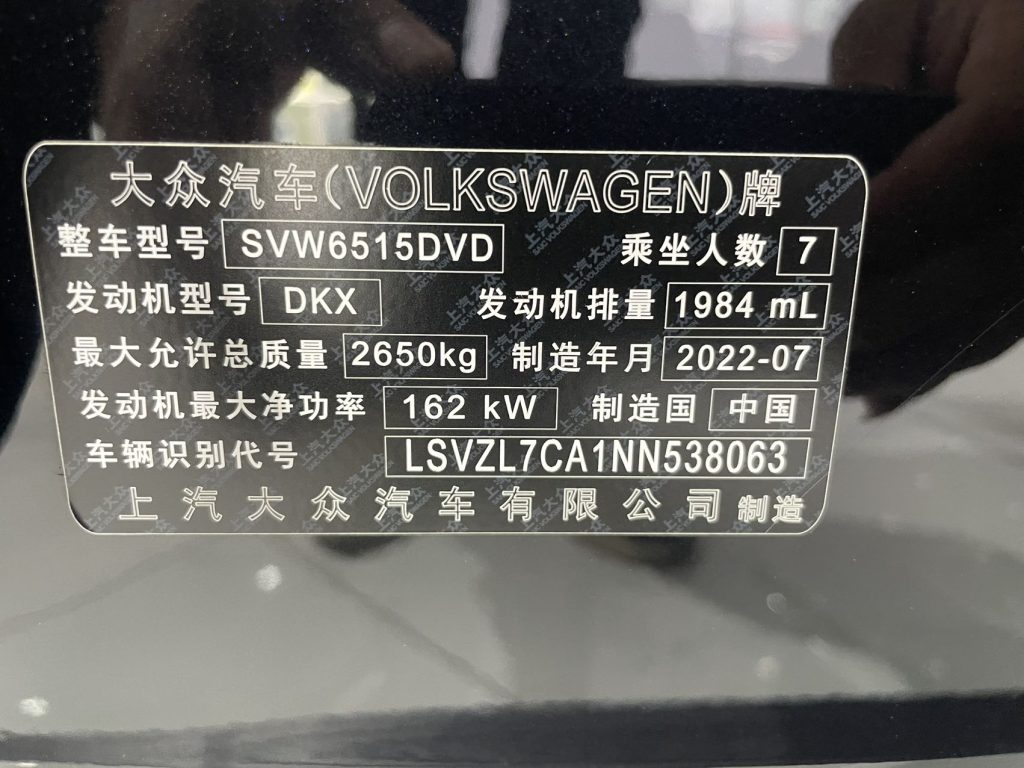 大众汽车(VOLKSWAGEN)牌
整车型号 SVW6515DVD 乘坐人数 7
发动机型号 DKX 发动机排量 1984 mL
最大允许总质量 2650kg 制造年月 2022-07
发动机最大净功率 162 kW 制造国 中国
车辆识别代号 LSVZL7CA1NN538063
上汽大众汽车有限公司 制造